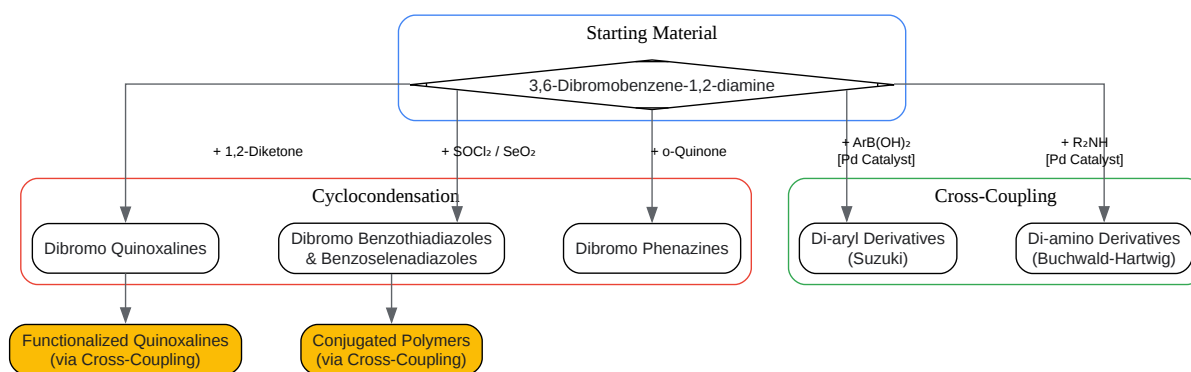 Starting Material
3,6-Dibromobenzene-1,2-diamine
+ 1,2-Diketone
+ SOCl₂ / SeO₂
+ o-Quinone
+ ArB(OH)₂
[Pd Catalyst]
+ R₂NH
[Pd Catalyst]
Cyclocondensation
Cross-Coupling
Dibromo Quinoxalines
Dibromo Benzothiadiazoles
& Benzoselenadiazoles
Dibromo Phenazines
Di-aryl Derivatives
(Suzuki)
Di-amino Derivatives
(Buchwald-Hartwig)
Functionalized Quinoxalines
(via Cross-Coupling)
Conjugated Polymers
(via Cross-Coupling)